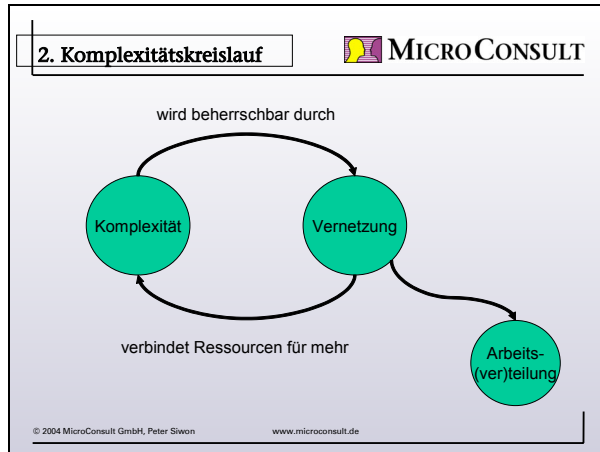 2. Komplexitätskreislauf
MICROCONSULT
wird beherrschbar durch
Komplexität
Vernetzung
verbindet Ressourcen für mehr
Arbeits-
(ver)teilung
© 2004 MicroConsult GmbH, Peter Siwon www.microconsult.de